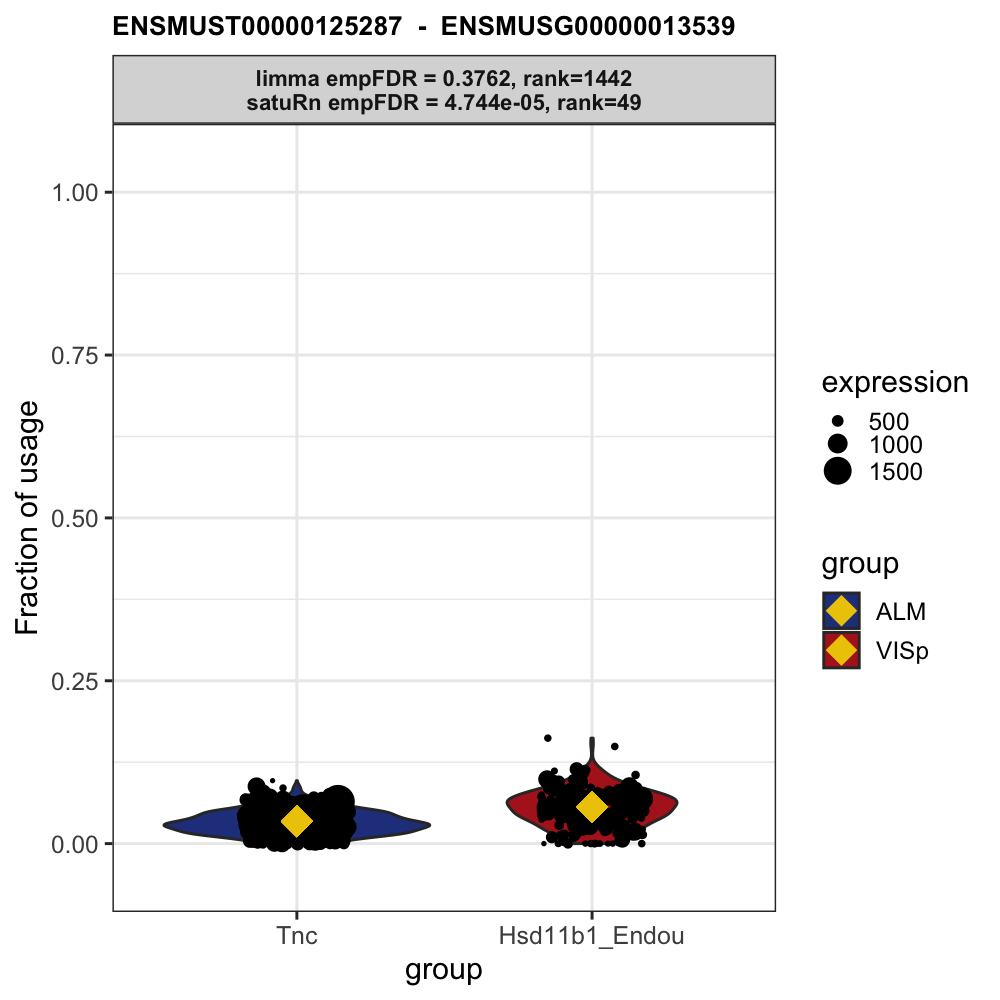 ENSMUST00000125287 - ENSMUSG00000013539
limma empFDR = 0.3762, rank=1442
satuRn empFDR = 4.744e-05, rank=49
Fraction of usage
1.00
0.75
0.50
0.25
0.00
Tnc
Hsd11b1_Endou
group
expression
500
1000
1500
group
ALM
VISp